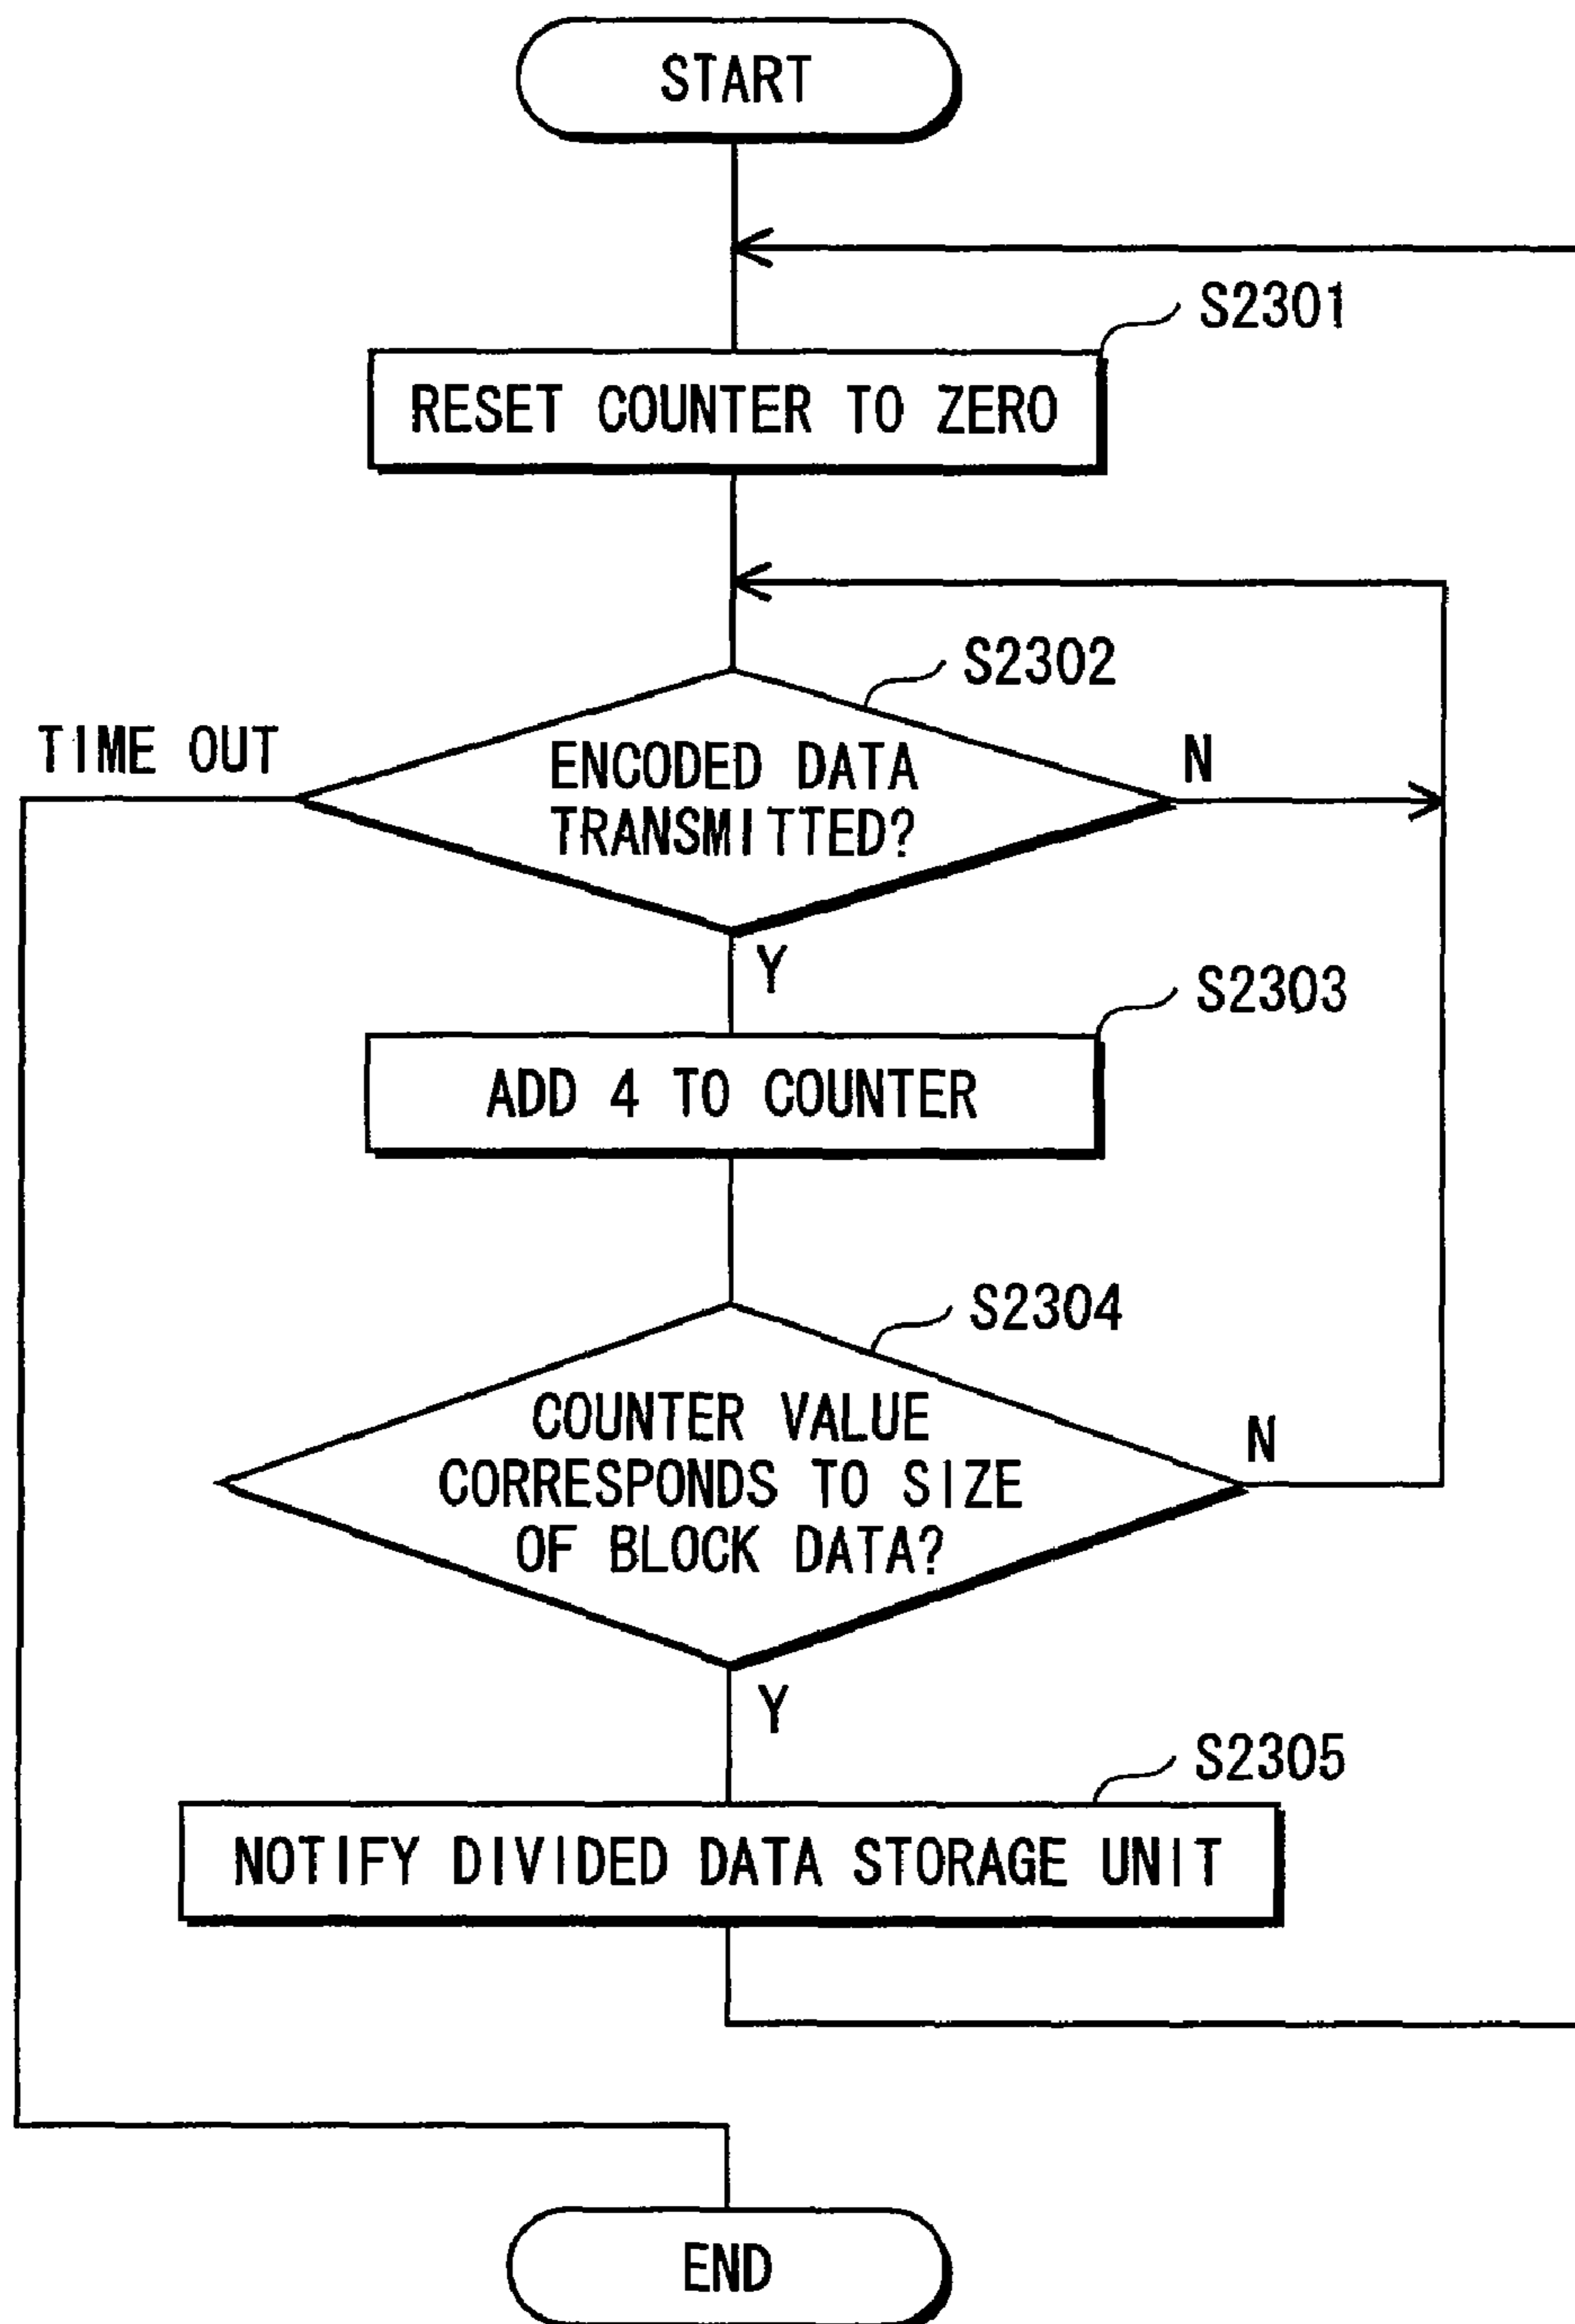 START
S2301
RESET COUNTER TO ZERO
S2302
TIME OUT
ENCODED DATA
TRANSMITTED?
N
Y
S2303
ADD 4 TO COUNTER
S2304
COUNTER VALUE
CORRESPONDS TO SIZE
OF BLOCK DATA?
N
Y
S2305
NOTIFY DIVIDED DATA STORAGE UNIT
END